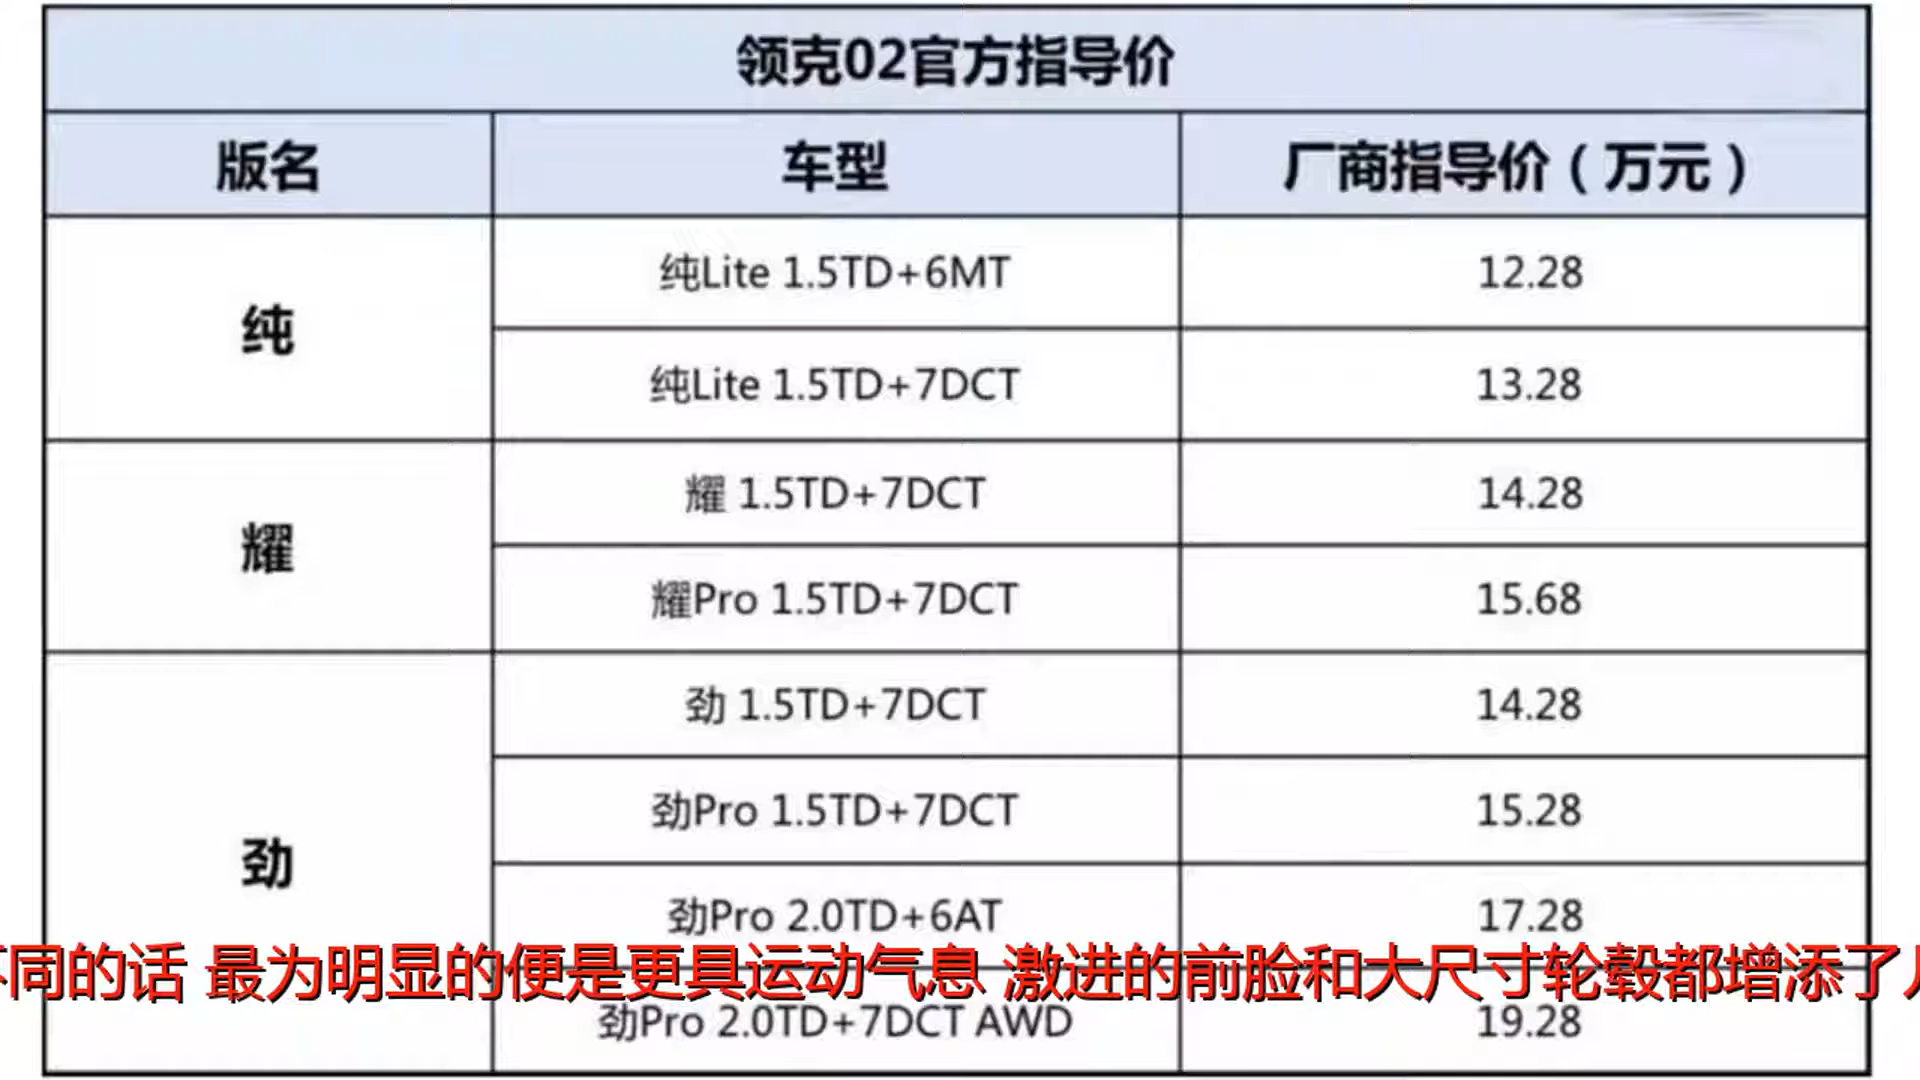 领克02官方指导价
版名 车型 厂商指导价（万元）
纯 纯Lite 1.5TD+6MT 12.28
纯Lite 1.5TD+7DCT 13.28
耀 耀 1.5TD+7DCT 14.28
耀Pro 1.5TD+7DCT 15.68
劲 劲 1.5TD+7DCT 14.28
劲Pro 1.5TD+7DCT 15.28
劲Pro 2.0TD+6AT 17.28
同的话 最为明显的便是更具运动气息 激进的前脸和大尺寸轮毂都增添了
劲Pro 2.0TD+7DCT AWD 19.28